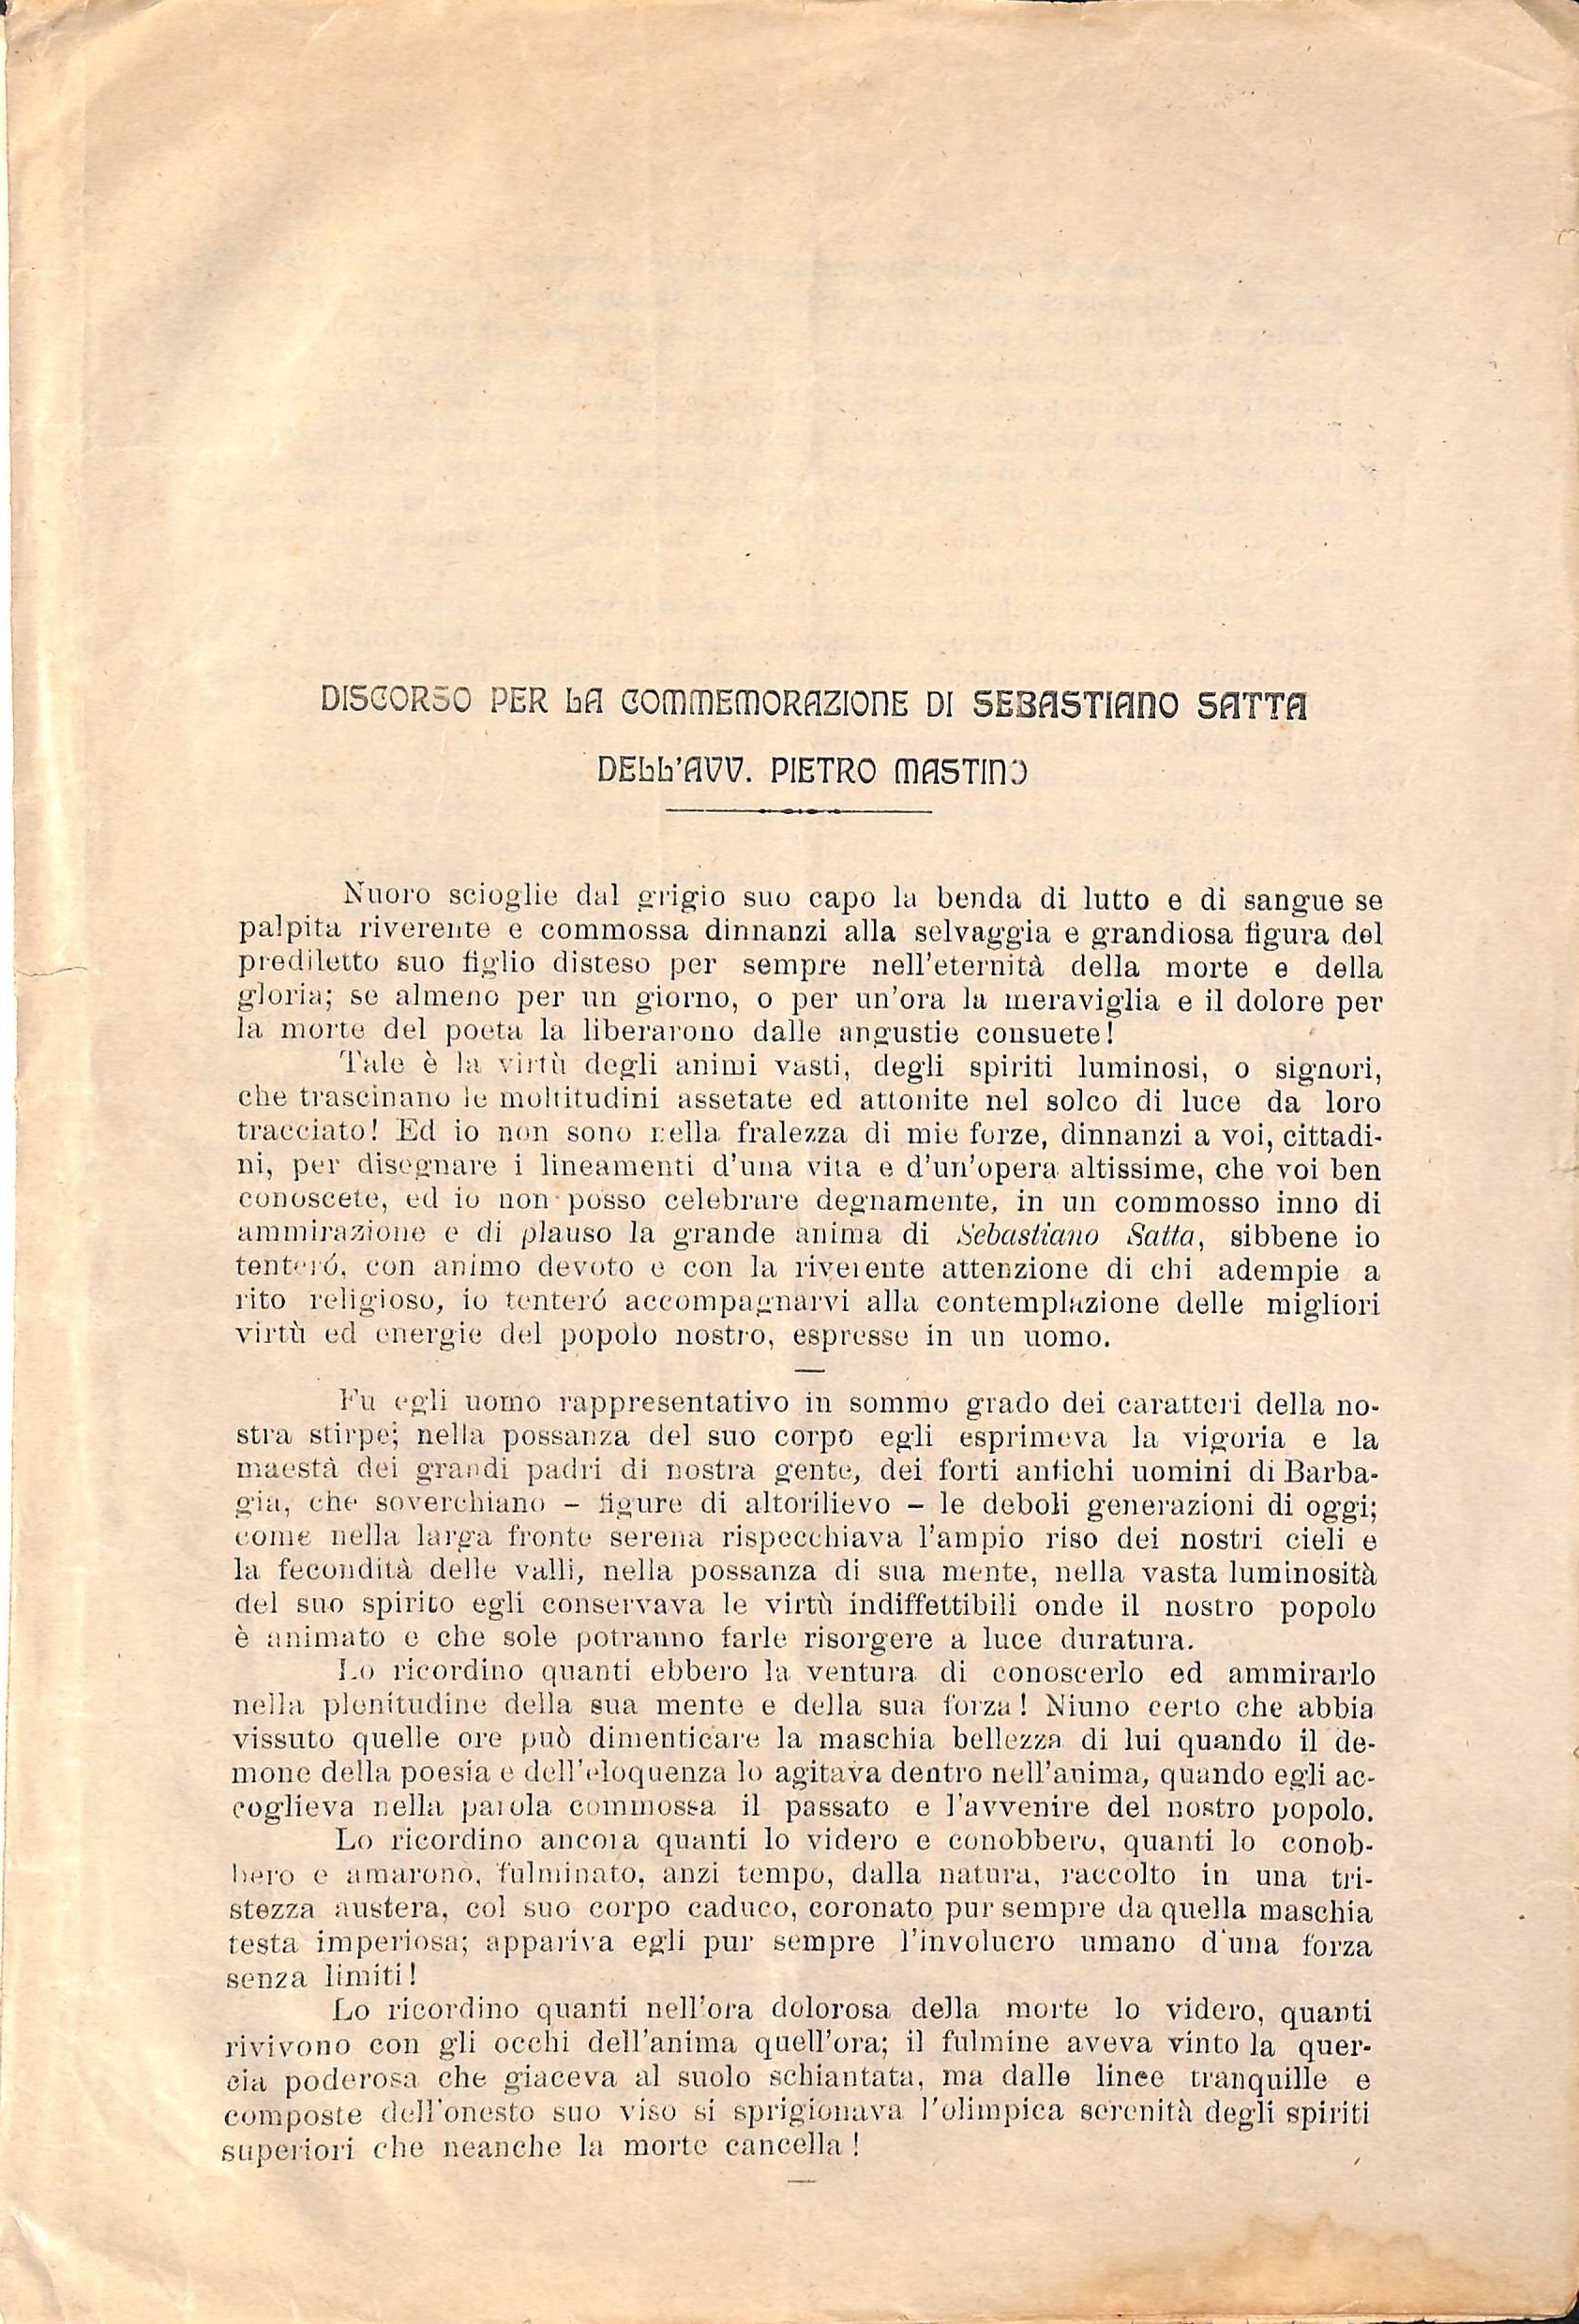 DISCORSO PER LA COMMEMORAZIONE DI SEBASTIANO SATTA
DELL'AVV. PIETRO MASTINO
Nuoro scioglie dal grigio suo capo la benda di lutto e di sangue se
palpita riverente e commossa dinnanzi alla selvaggia e grandiosa figura del
prediletto suo figlio disteso per sempre nell'eternità della morte e della
gloria; se almeno per un giorno, o per un'ora la meraviglia e il dolore per
la morte del poeta la liberarono dalle angustie consuete!
Tale è la virtù degli animi vasti, degli spiriti luminosi, o signori,
che trascinano le moltitudini assetate ed attonite nel solco di luce da loro
tracciato! Ed io non sono nella fralezza di mie forze, dinnanzi a voi, cittadi-
ni, per disegnare i lineamenti d'una vita e d'un'opera altissime, che voi ben
conoscete, ed io non posso celebrare degnamente, in un commosso inno di
ammirazione e di plauso la grande anima di Sebastiano Satta, sibbene io
tenteró, con animo devoto e con la riverente attenzione di chi adempie a
rito religioso, io tenteró accompagnarvi alla contemplazione delle migliori
virtù ed energie del popolo nostro, espresse in un uomo.
Fu egli uomo rappresentativo in sommo grado dei caratteri della no-
stra stirpe; nella possanza del suo corpo egli esprimeva la vigoria e la
maestà dei grandi padri di nostra gente, dei forti antichi uomini di Barba-
gia, che soverchiano – figure di altorilievo – le deboli generazioni di oggi;
come nella larga fronte serena rispecchiava l'ampio riso dei nostri cieli e
la fecondità delle valli, nella possanza di sua mente, nella vasta luminosità
del suo spirito egli conservava le virtù indiffettibili onde il nostro popolo
è animato e che sole potranno farle risorgere a luce duratura.
Lo ricordino quanti ebbero la ventura di conoscerlo ed ammirarlo
nella plenitudine della sua mente e della sua forza! Niuno certo che abbia
vissuto quelle ore può dimenticare la maschia bellezza di lui quando il de-
mone della poesia e dell'eloquenza lo agitava dentro nell'anima, quando egli ac-
coglieva nella parola commossa il passato e l'avvenire del nostro popolo.
Lo ricordino ancora quanti lo videro e conobbero, quanti lo conob-
bero e amarono, fulminato, anzi tempo, dalla natura, raccolto in una tri-
stezza austera, col suo corpo caduco, coronato pur sempre da quella maschia
testa imperiosa; appariva egli pur sempre l'involucro umano d'una forza
senza limiti!
Lo ricordino quanti nell'ora dolorosa della morte lo videro, quanti
rivivono con gli occhi dell'anima quell'ora; il fulmine aveva vinto la quer-
cia poderosa che giaceva al suolo schiantata, ma dalle linee tranquille e
composte dell'onesto suo viso si sprigionava l'olimpica serenità degli spiriti
superiori che neanche la morte cancella!